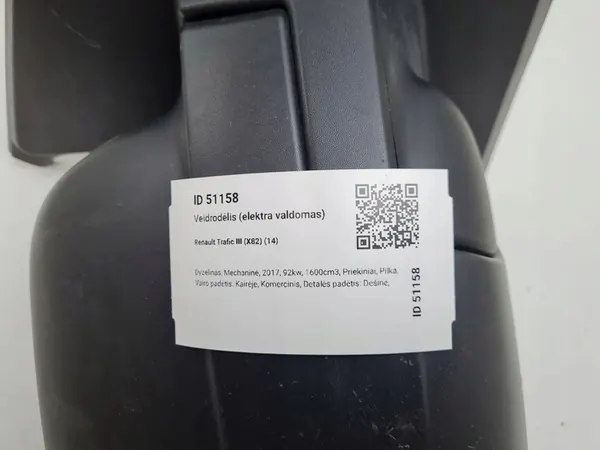 ID 51158
Veidrodėlis (elektra valdomas)
Renault Trafic III (X82) (14)
Dyzelinas, Mechaninė, 2017, 92kw, 1600cm3, Priekiniai, Pilka,
Vairo padėtis: Kairėje, Komercinis, Detalės padėtis: Dešinė,
ID 51158